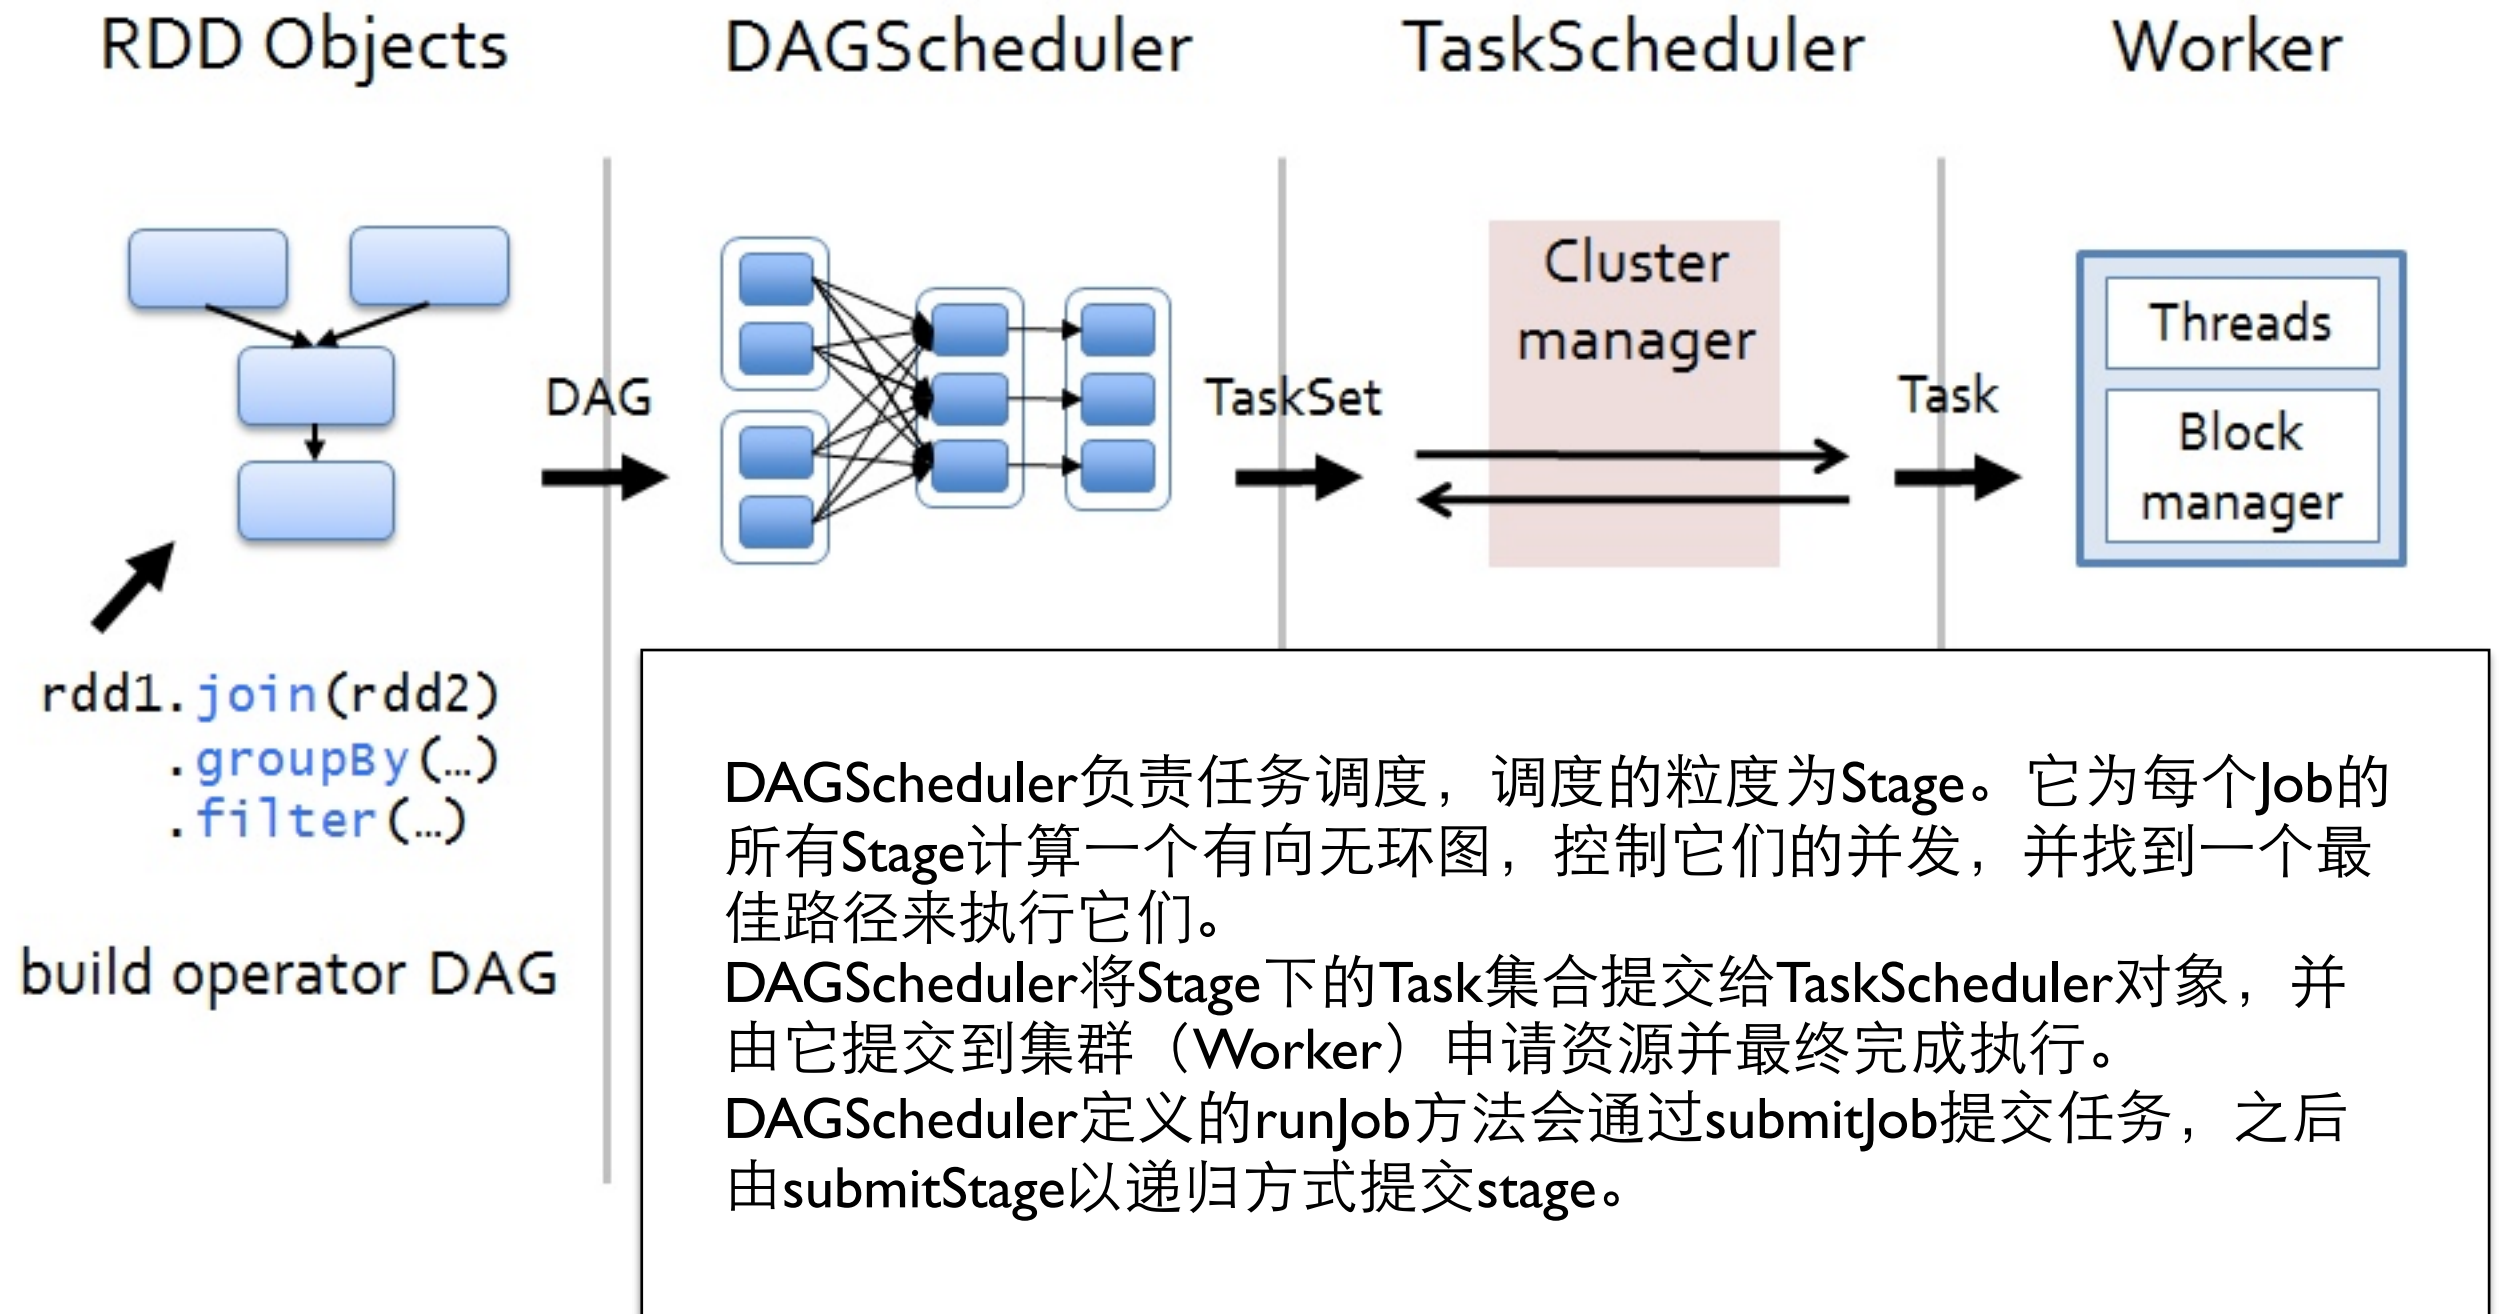 RDD Objects
DAGScheduler
TaskScheduler
Worker
DAG
TaskSet
Cluster
manager
Task
Threads
Block
manager
rdd1.join(rdd2)
.groupBy(…)
.filter(…)
build operator DAG
DAGScheduler负责任务调度，调度的粒度为Stage。它为每个Job的
所有Stage计算一个有向无环图，控制它们的并发，并找到一个最
佳路径来执行它们。
DAGScheduler将Stage下的Task集合提交给TaskScheduler对象，并
由它提交到集群（Worker）申请资源并最终完成执行。
DAGScheduler定义的runJob方法会通过submitJob提交任务，之后
由submitStage以递归方式提交stage。